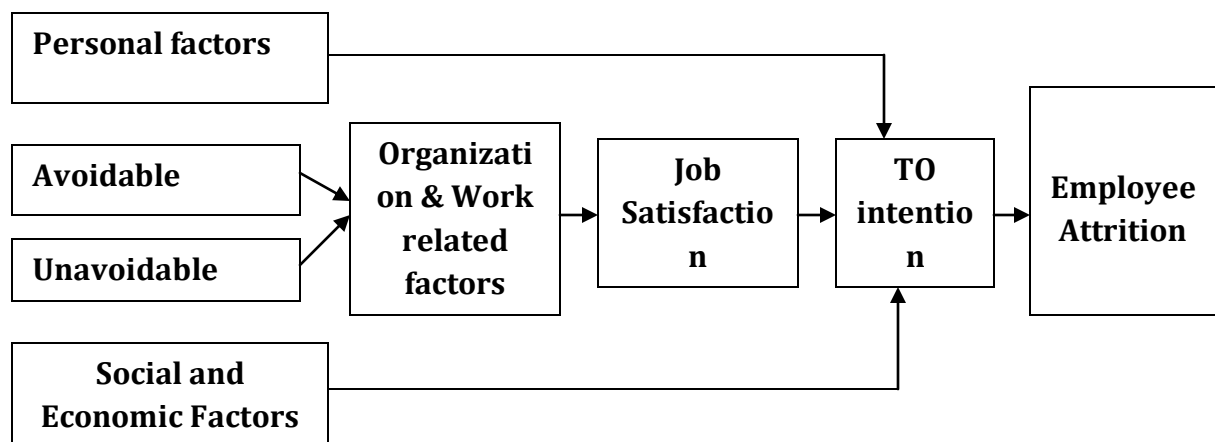 Personal factors
Avoidable
Unavoidable
Social and
Economic Factors
Organizati
on & Work
related
factors
Job
Satisfactio
n
TO
intentio
n
Employee
Attrition